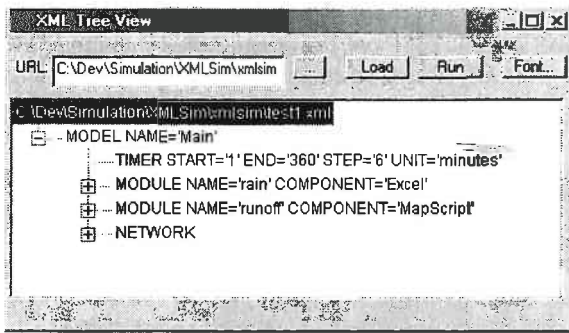 XML Tree View
URL: C:\Dev\Simulation\XMLSim\xmlsim ... Load Run Font...
C:\Dev\Simulation\XMLSim\xmlsim\test1.xml
MODEL NAME='Main'
TIMER START='1' END='360' STEP='6' UNIT='minutes'
MODULE NAME='rain' COMPONENT='Excel'
MODULE NAME='runoff' COMPONENT='MapScript'
NETWORK